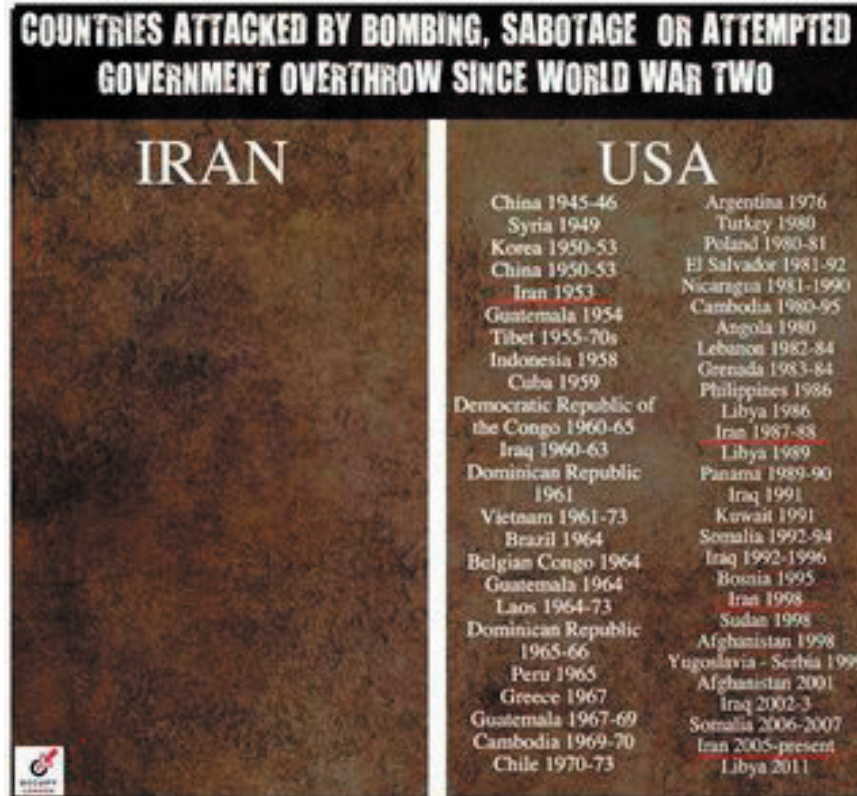 COUNTRIES ATTACKED BY BOMBING, SABOTAGE OR ATTEMPTED
GOVERNMENT OVERTHROW SINCE WORLD WAR TWO
IRAN
USA
China 1945-46
Syria 1949
Korea 1950-53
China 1950-53
Iran 1953
Guatemala 1954
Tibet 1955-70s
Indonesia 1958
Cuba 1959
Democratic Republic of
the Congo 1960-65
Iraq 1960-63
Dominican Republic
1961
Vietnam 1961-73
Brazil 1964
Belgian Congo 1964
Guatemala 1964
Laos 1964-73
Dominican Republic
1965-66
Peru 1965
Greece 1967
Guatemala 1967-69
Cambodia 1969-70
Chile 1970-73
Argentina 1976
Turkey 1980
Poland 1980-81
El Salvador 1981-92
Nicaragua 1981-1990
Cambodia 1980-95
Angola 1980
Lebanon 1982-84
Grenada 1983-84
Philippines 1986
Libya 1986
Iran 1987-88
Libya 1989
Panama 1989-90
Iraq 1991
Kuwait 1991
Somalia 1992-94
Iraq 1992-1996
Bosnia 1995
Iran 1998
Sudan 1998
Afghanistan 1998
Yugoslavia - Serbia 199
Afghanistan 2001
Iraq 2002-3
Somalia 2006-2007
Iran 2005-present
Libya 2011
OCCUPY
LONDON